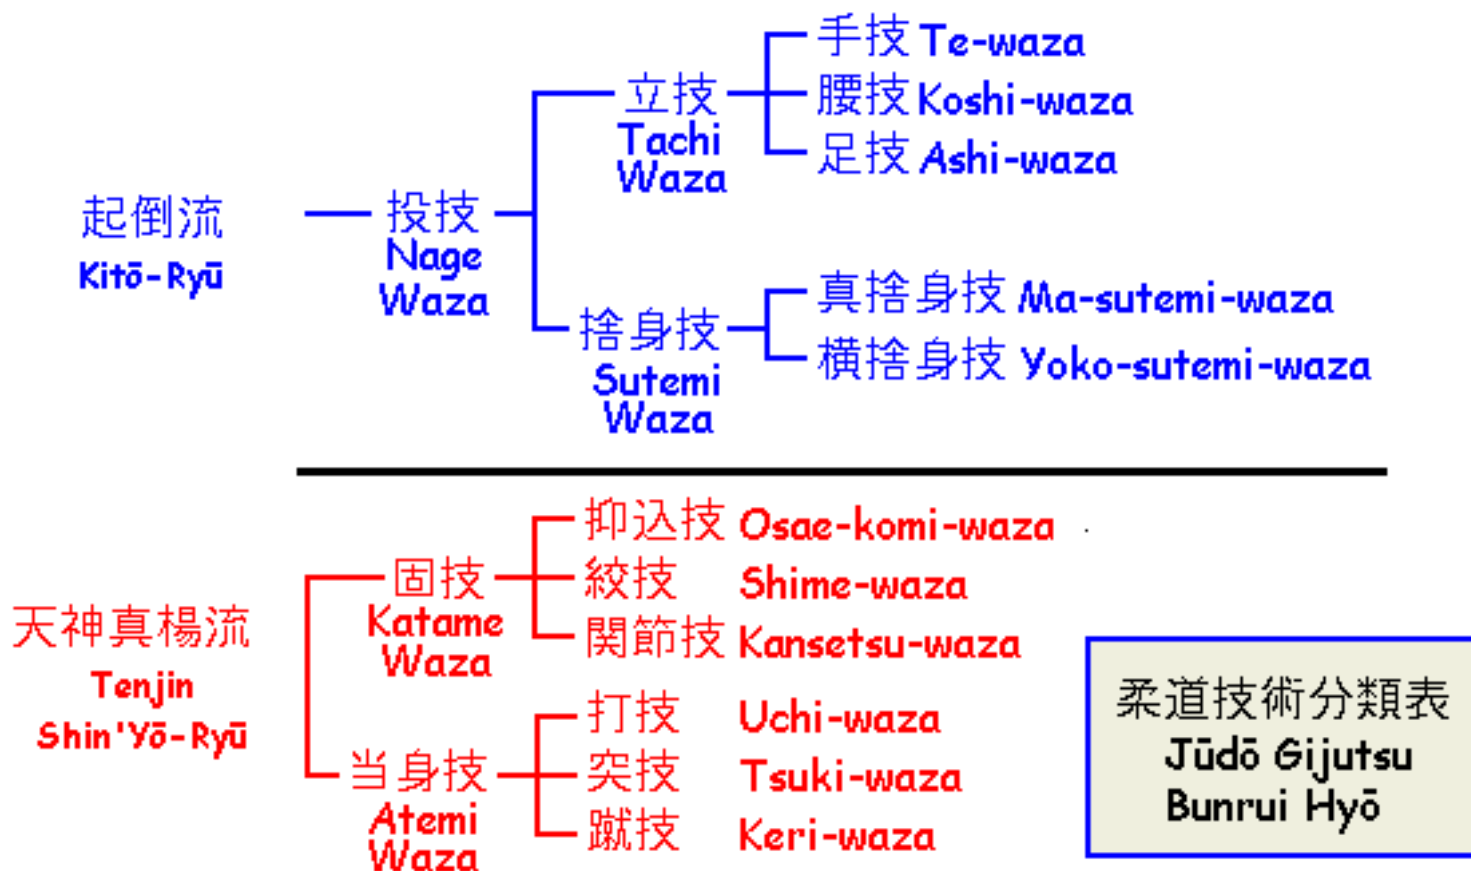 起倒流
Kitō-Ryū
投技
Nage
Waza
立技
Tachi
Waza
手技 Te-waza
腰技 Koshi-waza
足技 Ashi-waza
捨身技
Sutemi
Waza
真捨身技 Ma-sutemi-waza
横捨身技 Yoko-sutemi-waza
天神真楊流
Tenjin
Shin'Yō-Ryū
固技
Katame
Waza
抑込技 Osae-komi-waza
絞技 Shime-waza
関節技 Kansetsu-waza
当身技
Atemi
Waza
打技 Uchi-waza
突技 Tsuki-waza
蹴技 Keri-waza
柔道技術分類表
Jūdō Gijutsu
Bunrui Hyō